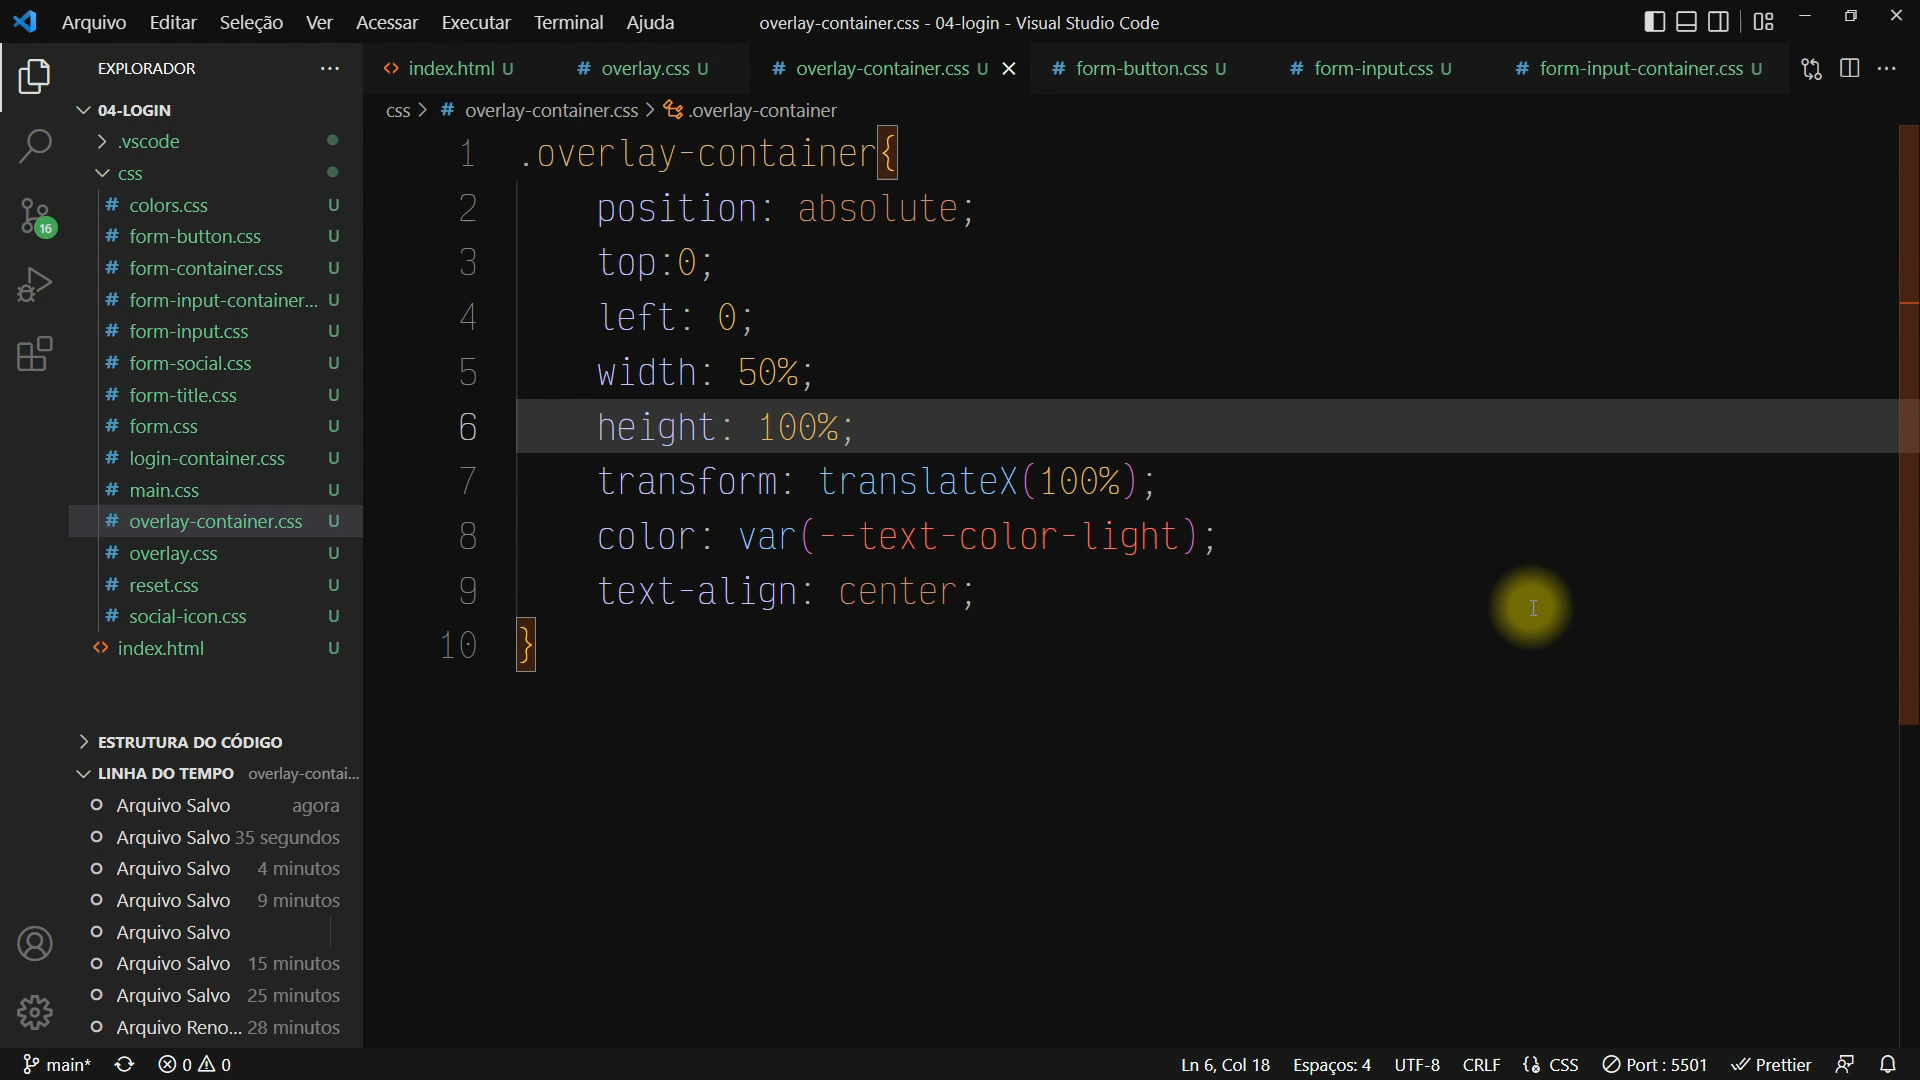 Arquivo Editar Seleção Ver Acessar Executar Terminal Ajuda overlay-container.css - 04-login - Visual Studio Code
EXPLORADOR
index.html U overlay.css U overlay-container.css U form-button.css U form-input.css U form-input-container.css U
css > overlay-container.css > .overlay-container
04-LOGIN
.vscode
css
colors.css U
form-button.css U
form-container.css U
form-input-container... U
form-input.css U
form-social.css U
form-title.css U
form.css U
login-container.css U
main.css U
overlay-container.css U
overlay.css U
reset.css U
social-icon.css U
index.html U
16
ESTRUTURA DO CÓDIGO
LINHA DO TEMPO overlay-contai...
Arquivo Salvo agora
Arquivo Salvo 35 segundos
Arquivo Salvo 4 minutos
Arquivo Salvo 9 minutos
Arquivo Salvo
Arquivo Salvo 15 minutos
Arquivo Salvo 25 minutos
Arquivo Reno... 28 minutos
1 .overlay-container{
2 position: absolute;
3 top:0;
4 left: 0;
5 width: 50%;
6 height: 100%;
7 transform: translateX(100%);
8 color: var(--text-color-light);
9 text-align: center;
10 }
main* 0 0 Ln 6, Col 18 Espaços: 4 UTF-8 CRLF CSS Port : 5501 Prettier